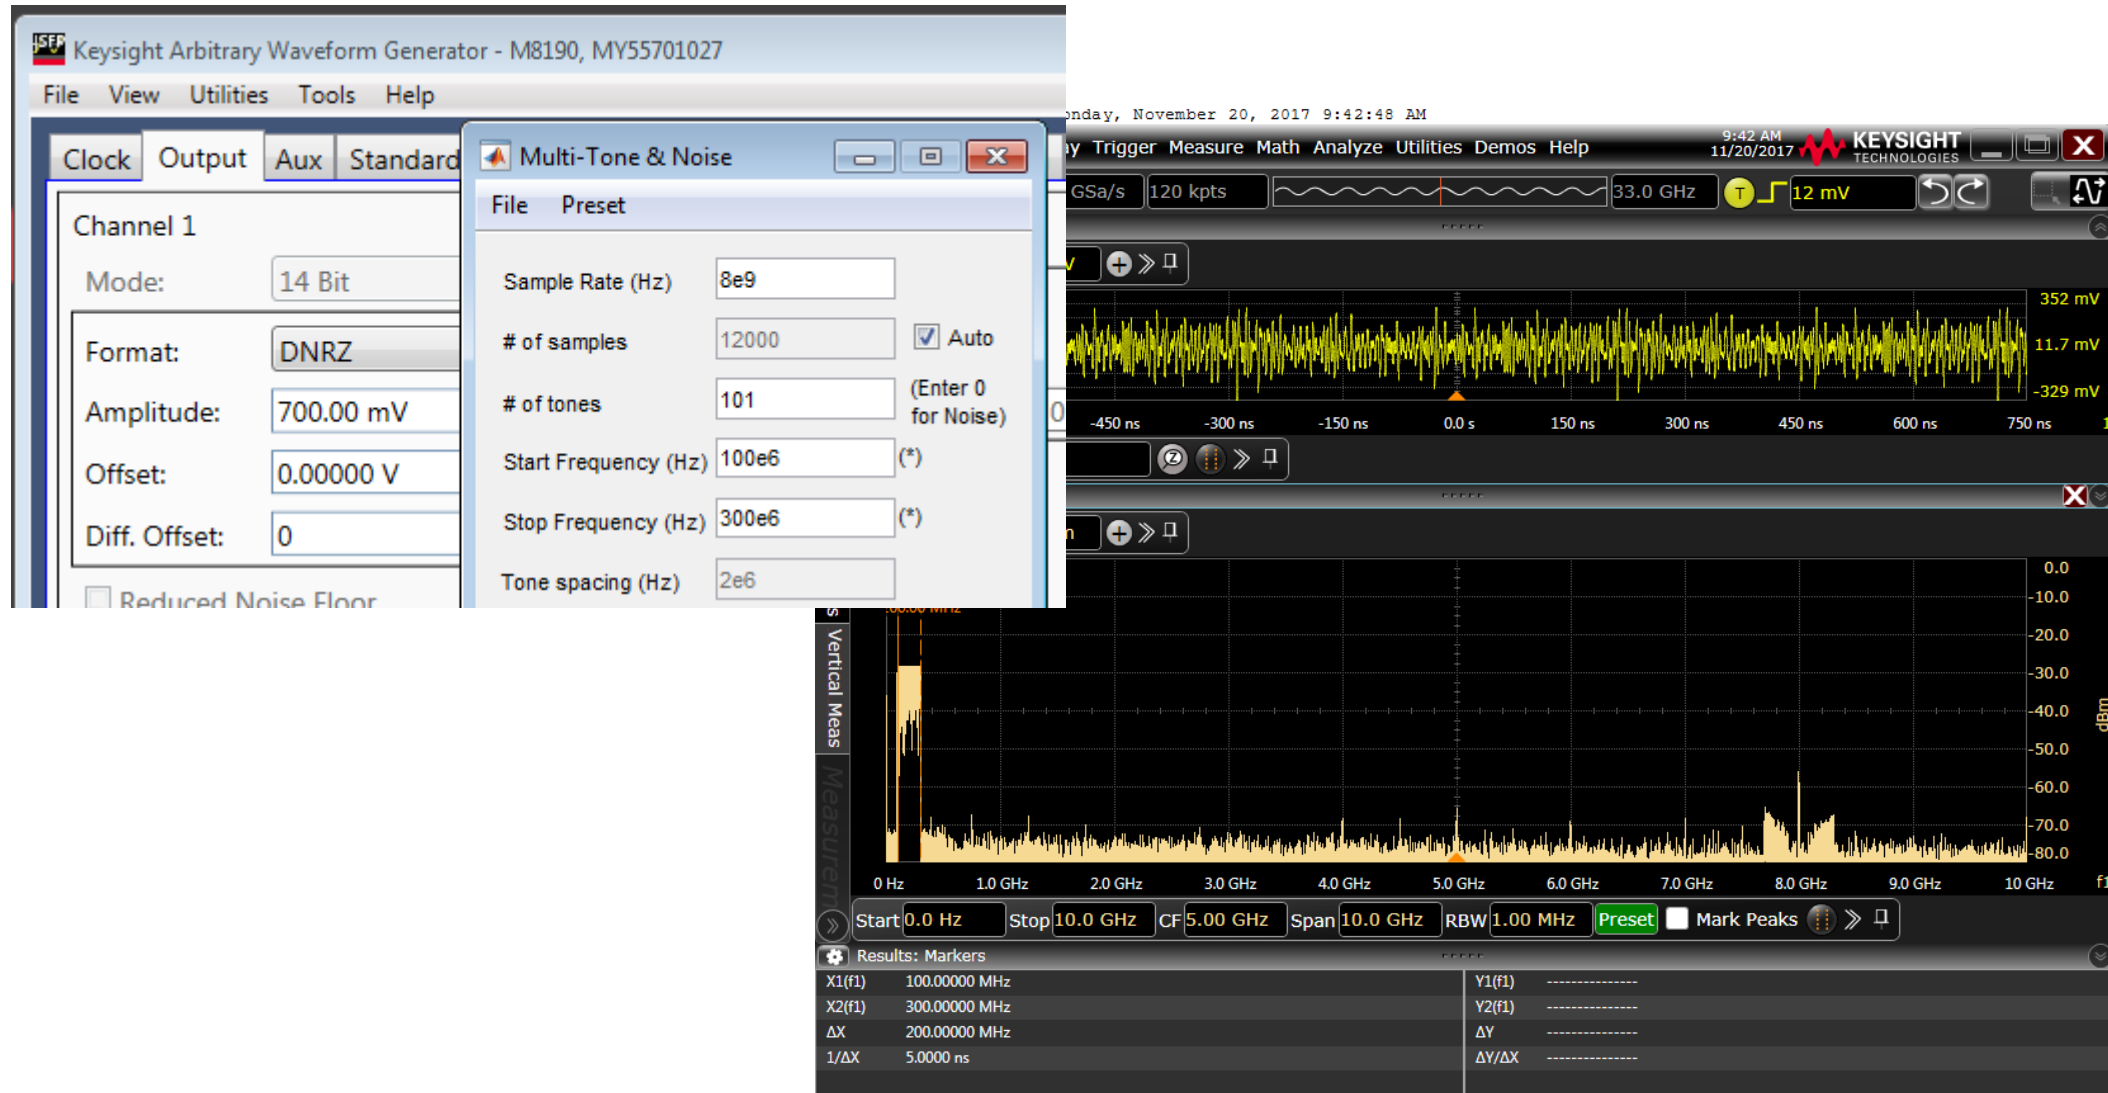 Keysight Arbitrary Waveform Generator - M8190, MY55701027
File View Utilities Tools Help
Clock Output Aux Standard
Channel 1
Mode: 14 Bit
Format: DNRZ
Amplitude: 700.00 mV
Offset: 0.00000 V
Diff. Offset: 0
Reduced Noise Floor
Multi-Tone & Noise
File Preset
Sample Rate (Hz) 8e9
# of samples 12000 Auto
# of tones 101 (Enter 0
for Noise)
Start Frequency (Hz) 100e6 (*)
Stop Frequency (Hz) 300e6 (*)
Tone spacing (Hz) 2e6
November 20, 2017 9:42:48 AM
Trigger Measure Math Analyze Utilities Demos Help
9:42 AM
11/20/2017
KEYSIGHT
TECHNOLOGIES
GSa/s 120 kpts 33.0 GHz T 12 mV
352 mV
11.7 mV
-329 mV
-450 ns -300 ns -150 ns 0.0 s 150 ns 300 ns 450 ns 600 ns 750 ns
Z
0.0
-10.0
-20.0
-30.0
-40.0
-50.0
-60.0
-70.0
-80.0
dBm
Vertical Meas
0 Hz 1.0 GHz 2.0 GHz 3.0 GHz 4.0 GHz 5.0 GHz 6.0 GHz 7.0 GHz 8.0 GHz 9.0 GHz 10 GHz
Start 0.0 Hz Stop 10.0 GHz CF 5.00 GHz Span 10.0 GHz RBW 1.00 MHz Preset Mark Peaks
Results: Markers
X1(f1) 100.00000 MHz Y1(f1) ---------------
X2(f1) 300.00000 MHz Y2(f1) ---------------
ΔX 200.00000 MHz ΔY ---------------
1/ΔX 5.0000 ns ΔY/ΔX ---------------